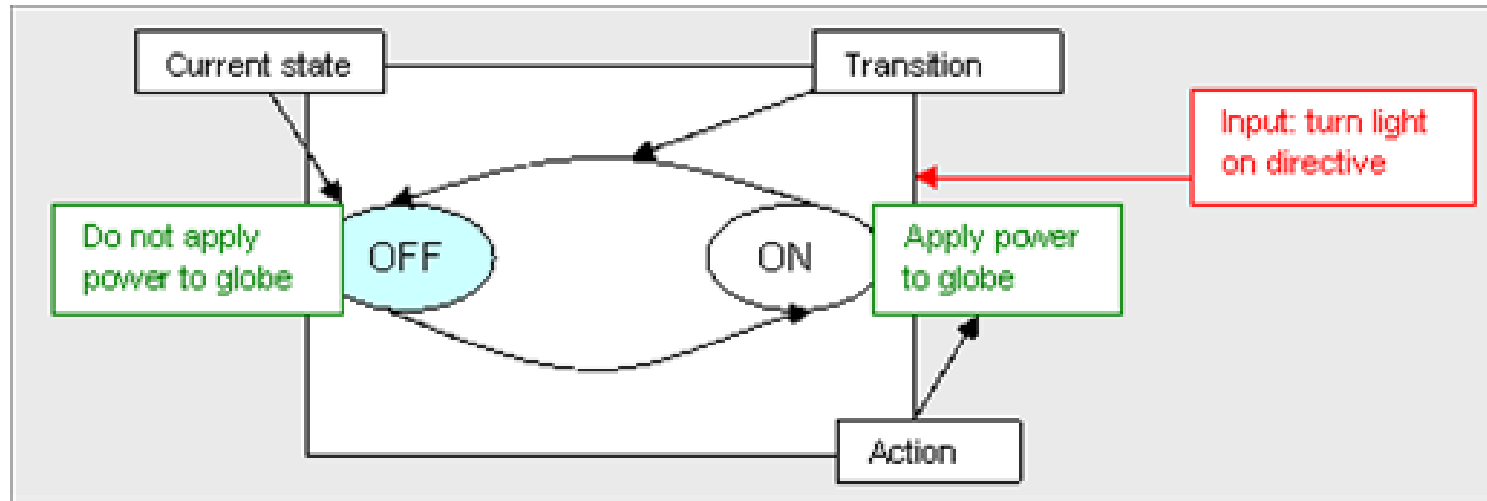 Current state
Transition
Input: turn light
on directive
Do not apply
power to globe
OFF
ON
Apply power
to globe
Action